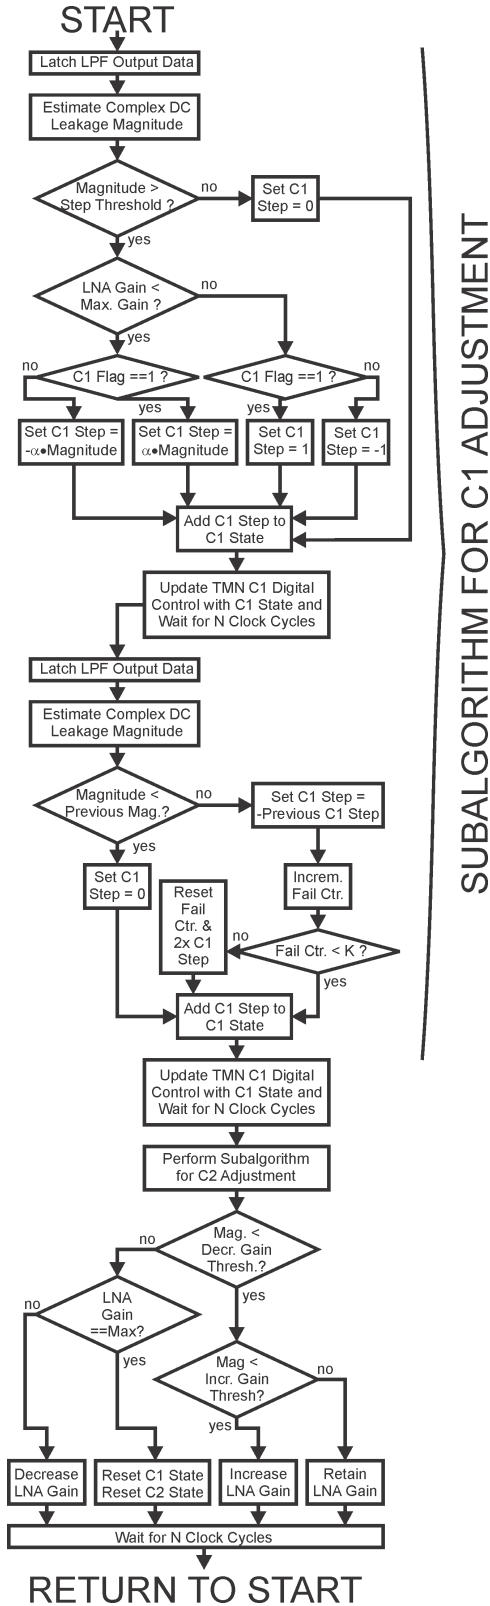 START
Latch LPF Output Data
Estimate Complex DC
Leakage Magnitude
Magnitude >
Step Threshold ?
no
Set C1
Step = 0
yes
LNA Gain <
Max. Gain ?
no
yes
no
C1 Flag ==1 ?
yes
C1 Flag ==1 ?
no
yes
Set C1 Step =
-α•Magnitude
Set C1 Step =
α•Magnitude
Set C1
Step = 1
Set C1
Step = -1
Add C1 Step to
C1 State
Update TMN C1 Digital
Control with C1 State and
Wait for N Clock Cycles
Latch LPF Output Data
Estimate Complex DC
Leakage Magnitude
Magnitude <
Previous Mag.?
no
Set C1 Step =
-Previous C1 Step
yes
Set C1
Step = 0
Increm.
Fail Ctr.
Reset
Fail
Ctr. &
2x C1
Step
no
Fail Ctr. < K ?
yes
Add C1 Step to
C1 State
Update TMN C1 Digital
Control with C1 State and
Wait for N Clock Cycles
SUBALGORITHM FOR C1 ADJUSTMENT
Perform Subalgorithm
for C2 Adjustment
Mag. <
Decr. Gain
Thresh.?
no
yes
LNA
Gain
==Max?
no
yes
Mag <
Incr. Gain
Thresh?
no
yes
Decrease
LNA Gain
Reset C1 State
Reset C2 State
Increase
LNA Gain
Retain
LNA Gain
Wait for N Clock Cycles
RETURN TO START